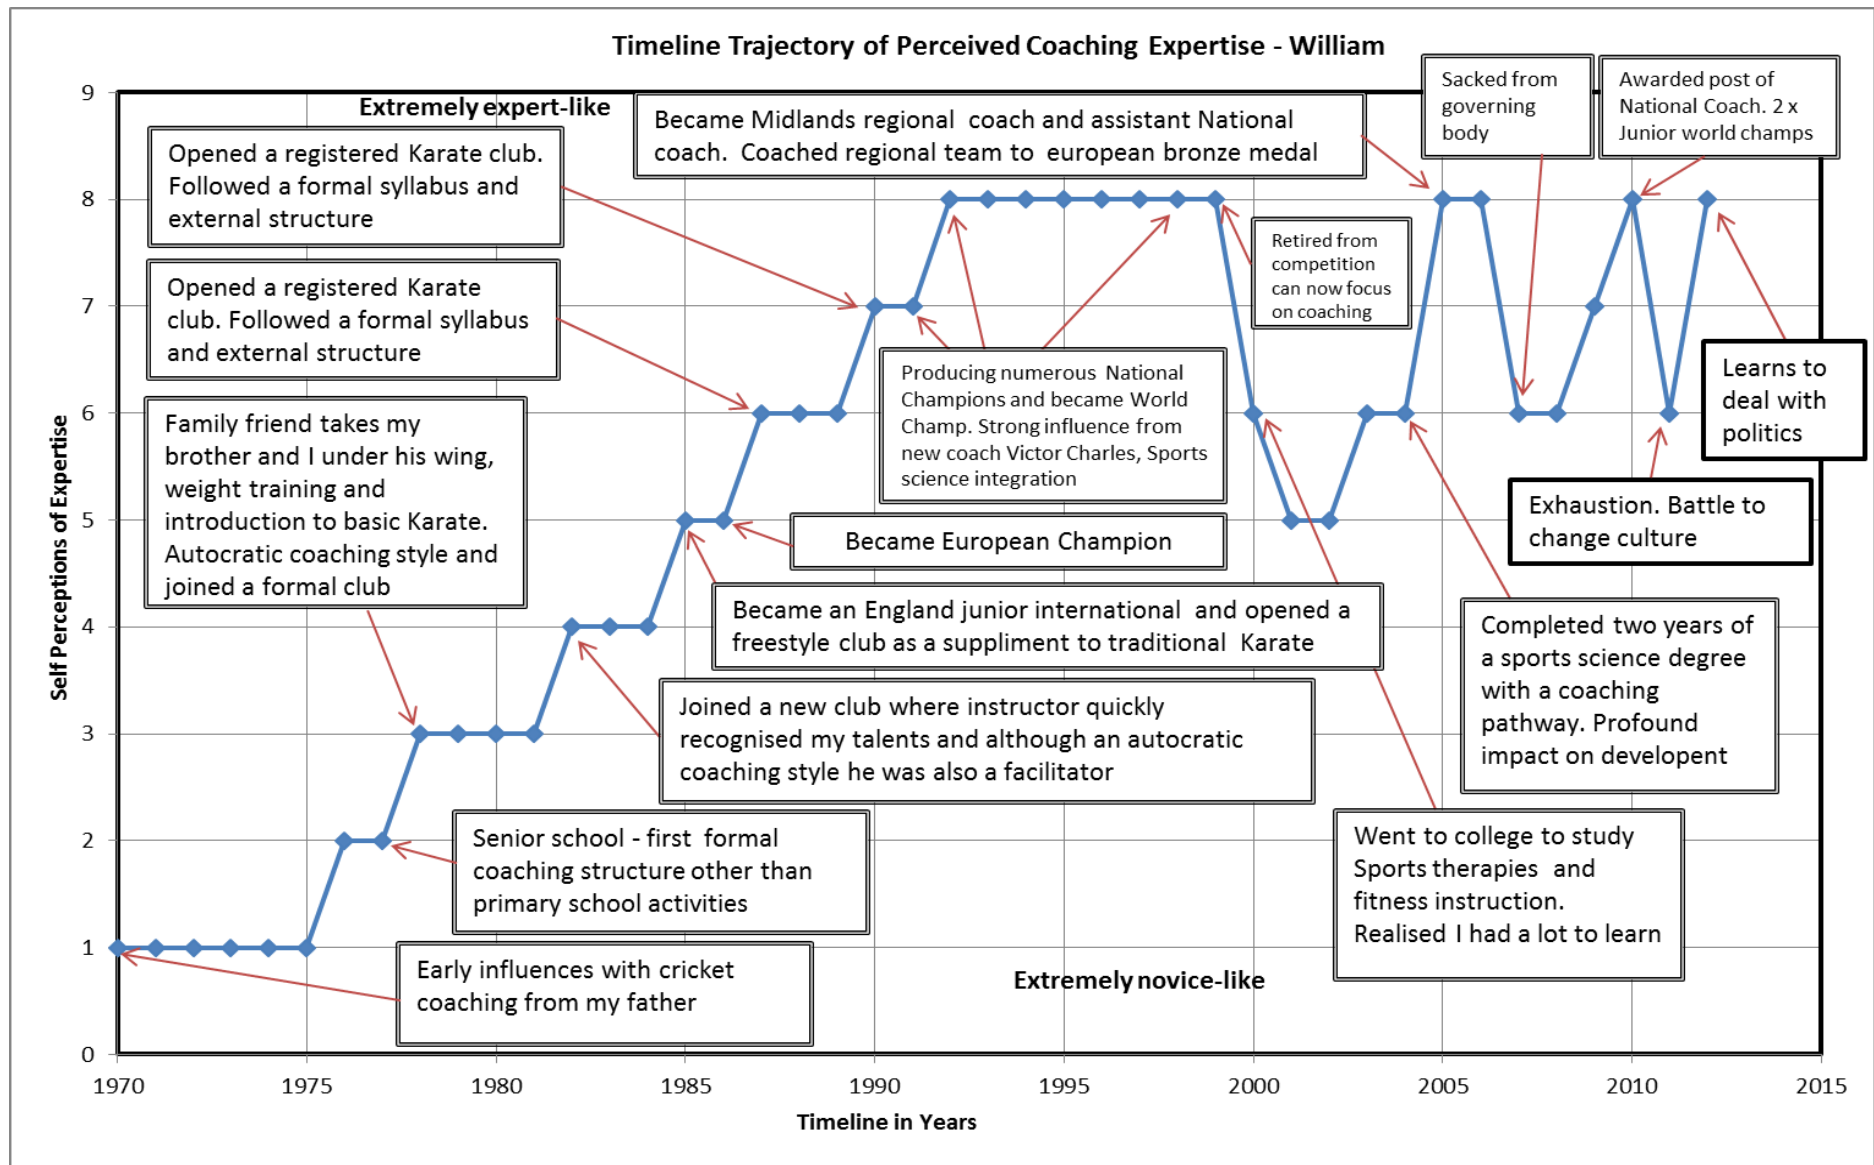 Timeline Trajectory of Perceived Coaching Expertise - William
Extremely expert-like
Opened a registered Karate club.
Followed a formal syllabus and
external structure
Opened a registered Karate
club. Followed a formal syllabus
and external structure
Family friend takes my
brother and I under his wing,
weight training and
introduction to basic Karate.
Autocratic coaching style and
joined a formal club
Became Midlands regional coach and assistant National
coach. Coached regional team to european bronze medal
Sacked from
governing
body
Awarded post of
National Coach. 2 x
Junior world champs
Retired from
competition
can now focus
on coaching
Producing numerous National
Champions and became World
Champ. Strong influence from
new coach Victor Charles, Sports
science integration
Learns to
deal with
politics
Exhaustion. Battle to
change culture
Became European Champion
Became an England junior international and opened a
freestyle club as a suppliment to traditional Karate
Completed two years of
a sports science degree
with a coaching
pathway. Profound
impact on developent
Joined a new club where instructor quickly
recognised my talents and although an autocratic
coaching style he was also a facilitator
Senior school - first formal
coaching structure other than
primary school activities
Went to college to study
Sports therapies and
fitness instruction.
Realised I had a lot to learn
Early influences with cricket
coaching from my father
Extremely novice-like
Self Perceptions of Expertise
9
8
7
6
5
4
3
2
1
0
1970 1975 1980 1985 1990 1995 2000 2005 2010 2015
Timeline in Years